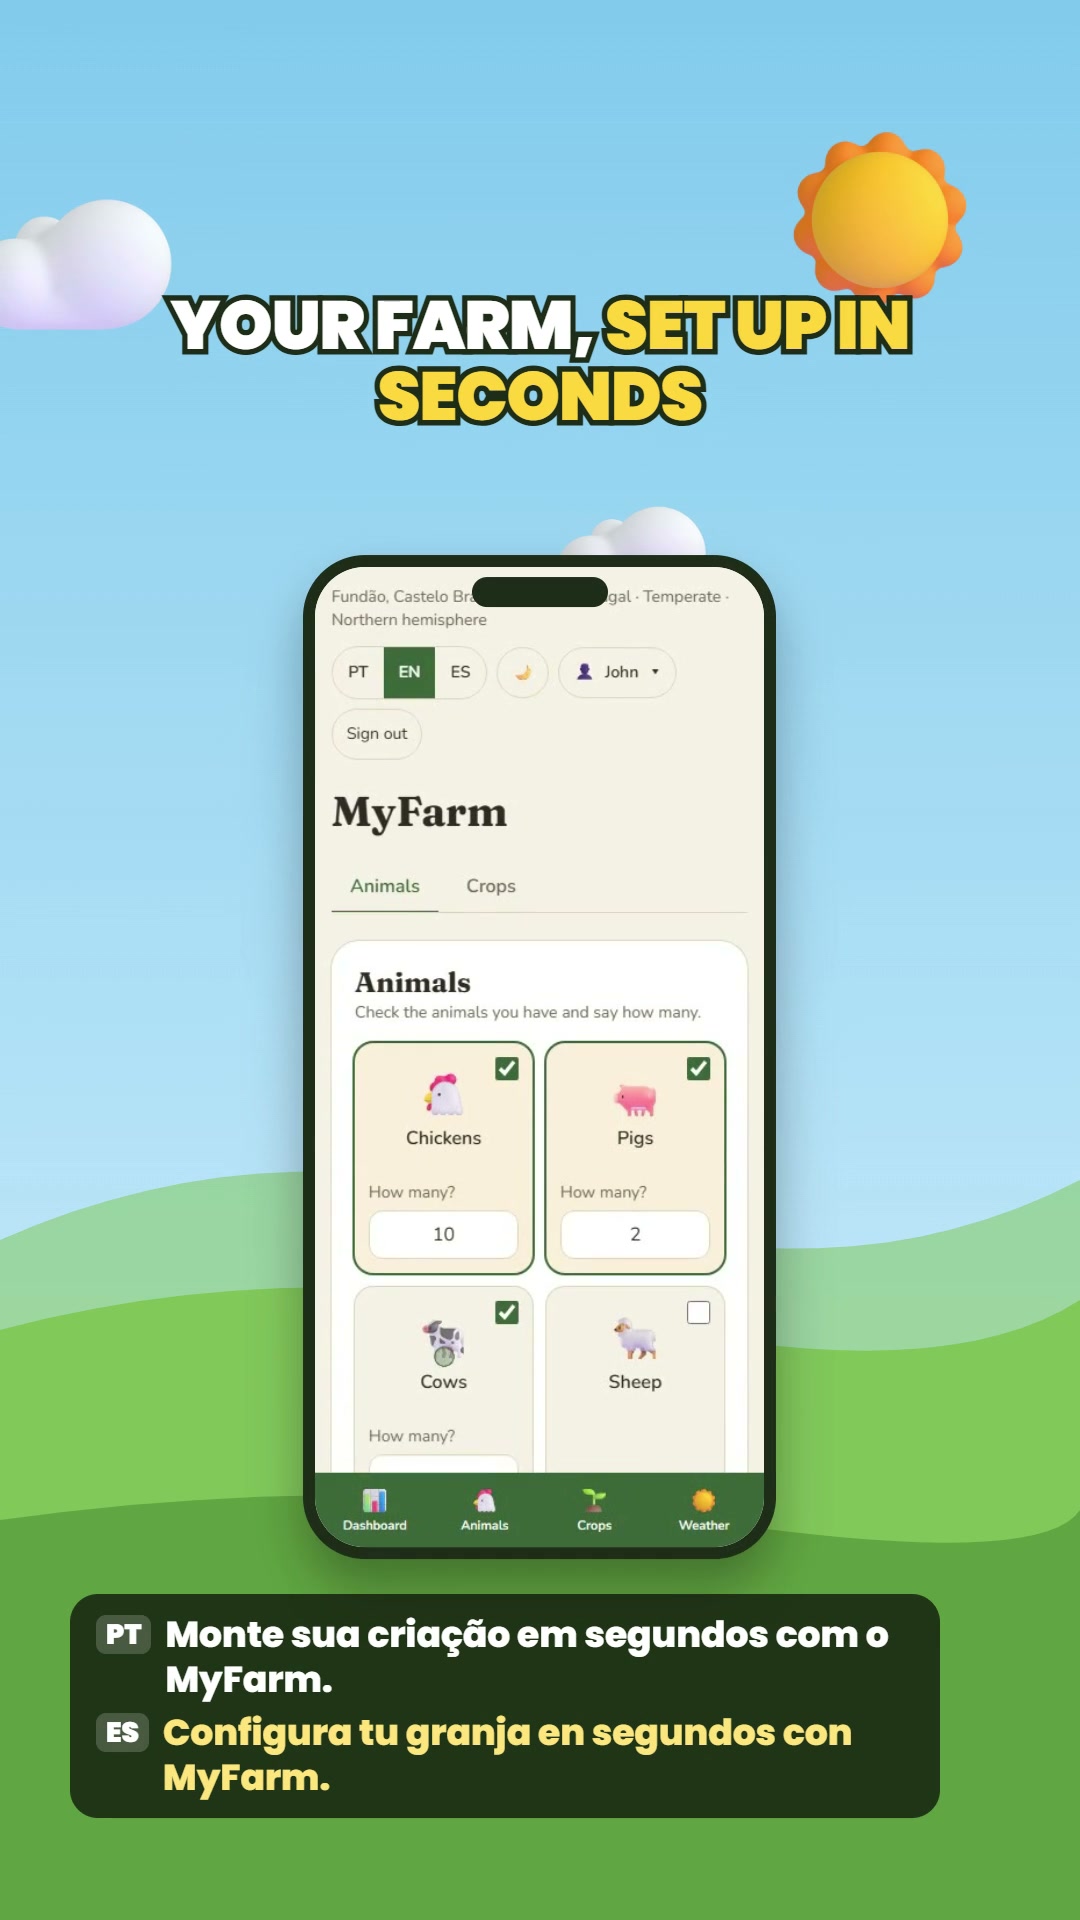 YOUR FARM, SET UP IN
SECONDS
Fundão, Castelo gal · Temperate ·
Northern hemisphere
PT EN ES John
Sign out
MyFarm
Animals Crops
Animals
Check the animals you have and say how many.
Chickens Pigs
How many? How many?
10 2
Cows Sheep
How many?
Dashboard Animals Crops Weather
PT Monte sua criação em segundos com o
MyFarm.
ES Configura tu granja en segundos con
MyFarm.